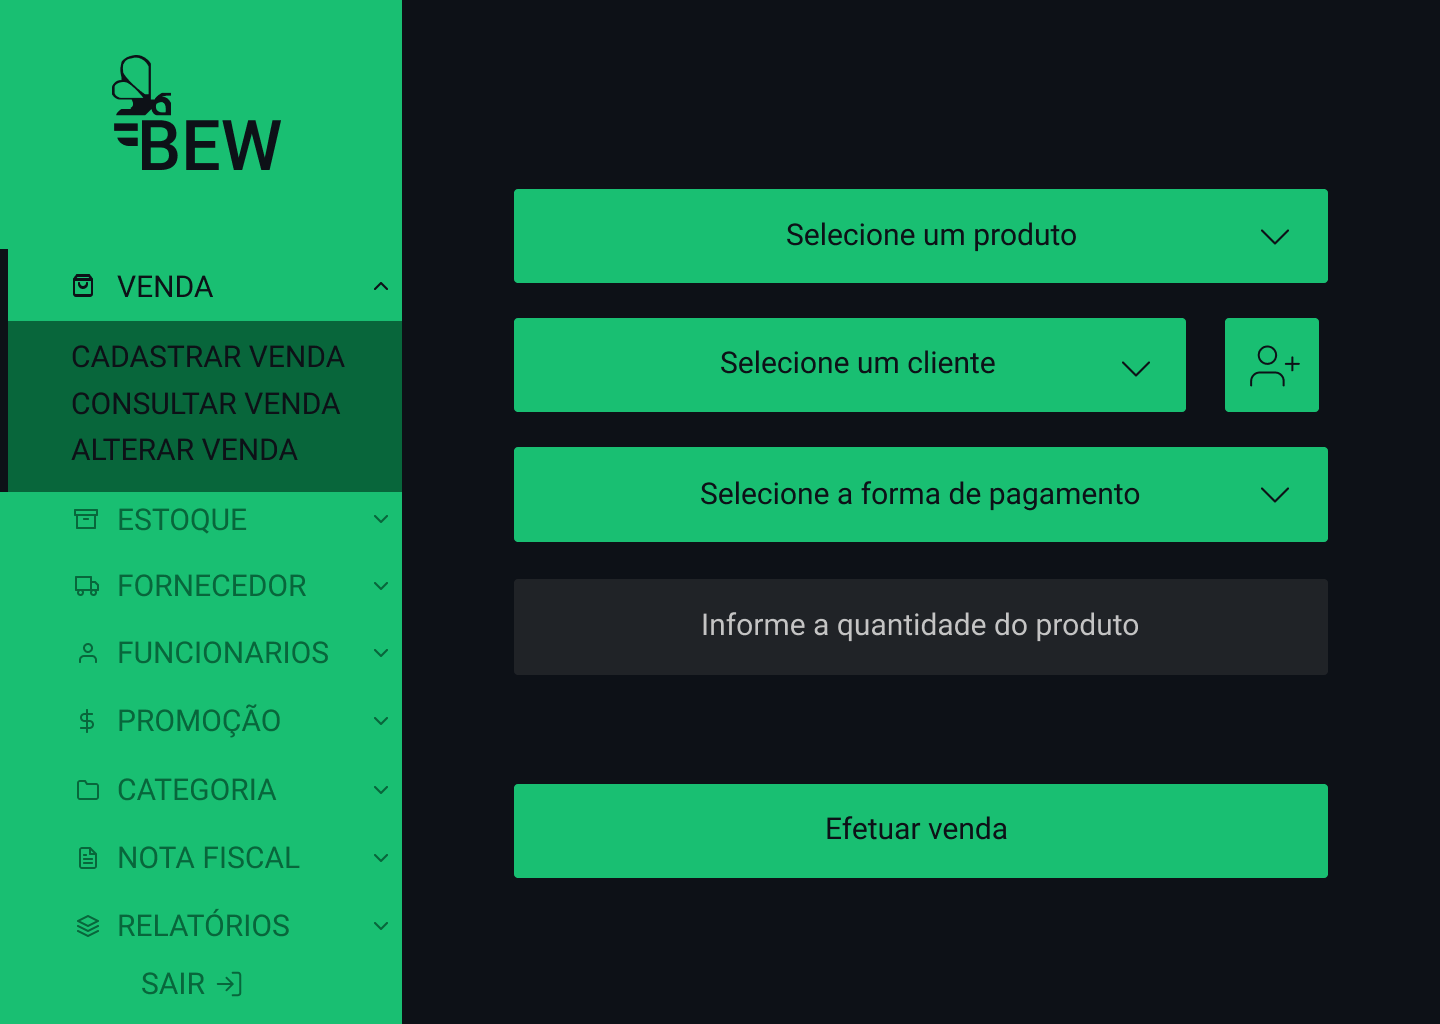 BEW
VENDA
CADASTRAR VENDA
CONSULTAR VENDA
ALTERAR VENDA
ESTOQUE
FORNECEDOR
FUNCIONARIOS
PROMOÇÃO
CATEGORIA
NOTA FISCAL
RELATÓRIOS
SAIR
Selecione um produto
Selecione um cliente
Selecione a forma de pagamento
Informe a quantidade do produto
Efetuar venda